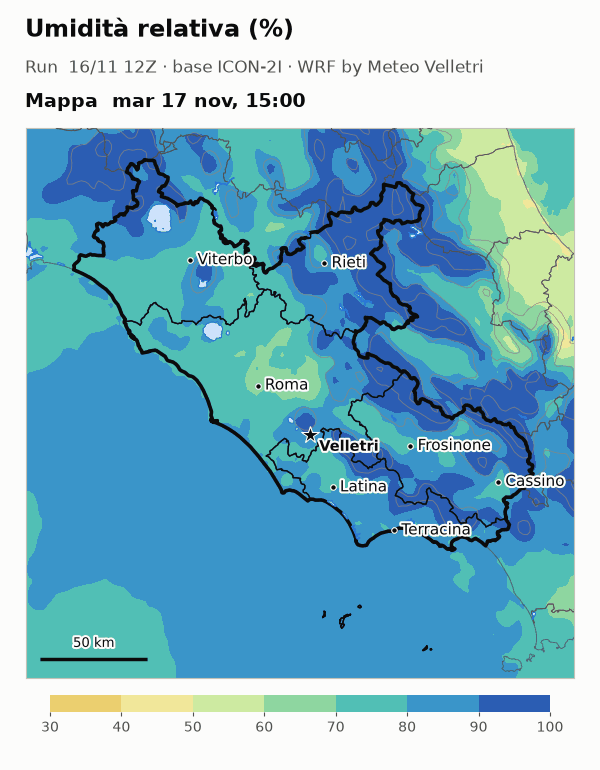 Umidità relativa (%)
Run  16/11 12Z · base ICON-2I · WRF by Meteo Velletri
Mappa  mar 17 nov, 15:00
Viterbo
Rieti
Roma
Velletri
Frosinone
Cassino
Latina
Terracina
50 km
30 40 50 60 70 80 90 100